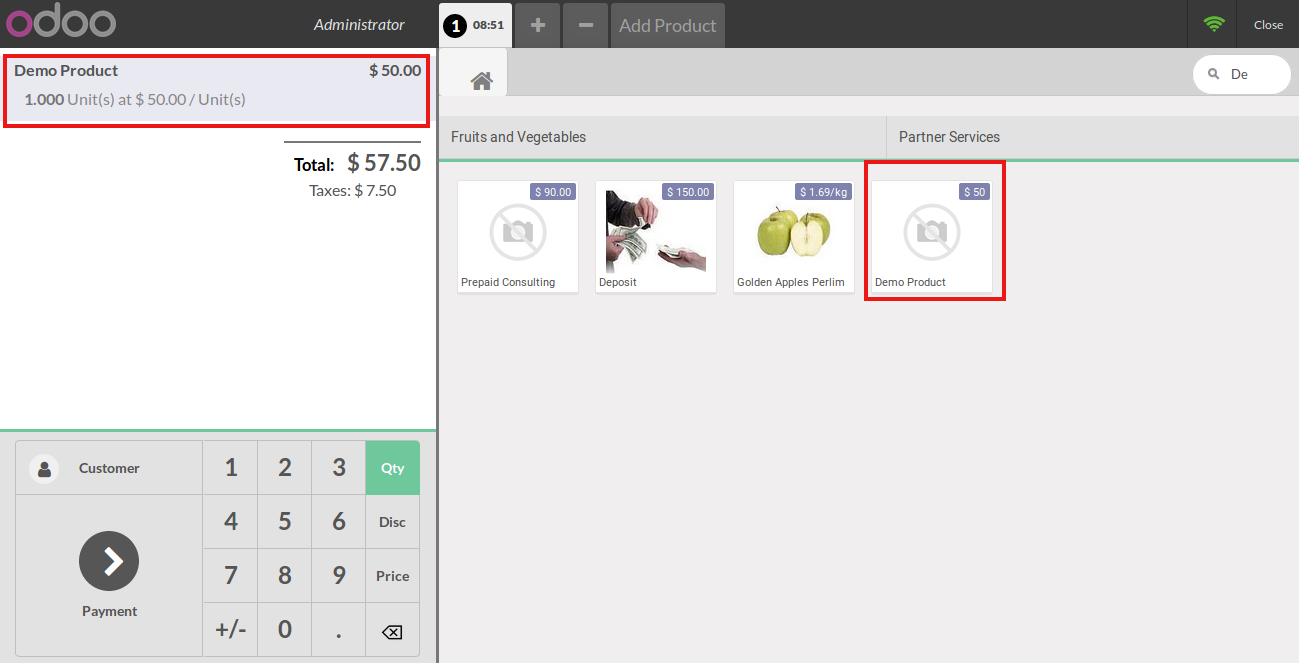 odoo
Administrator
1 08:51
+
−
Add Product
Close
Demo Product $ 50.00
1.000 Unit(s) at $ 50.00 / Unit(s)
Total: $ 57.50
Taxes: $ 7.50
De
Fruits and Vegetables
Partner Services
$ 90.00
Prepaid Consulting
$ 150.00
Deposit
$ 1.69/kg
Golden Apples Perlim
$ 50
Demo Product
Customer
Payment
1 2 3 Qty
4 5 6 Disc
7 8 9 Price
+/- 0 .